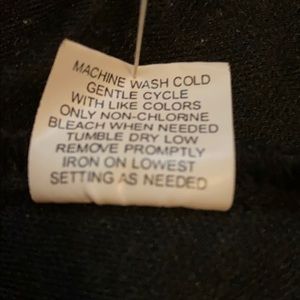 MACHINE WASH COLD
GENTLE CYCLE
WITH LIKE COLORS
ONLY NON-CHLORINE
BLEACH WHEN NEEDED
TUMBLE DRY LOW
REMOVE PROMPTLY
IRON ON LOWEST
SETTING AS NEEDED